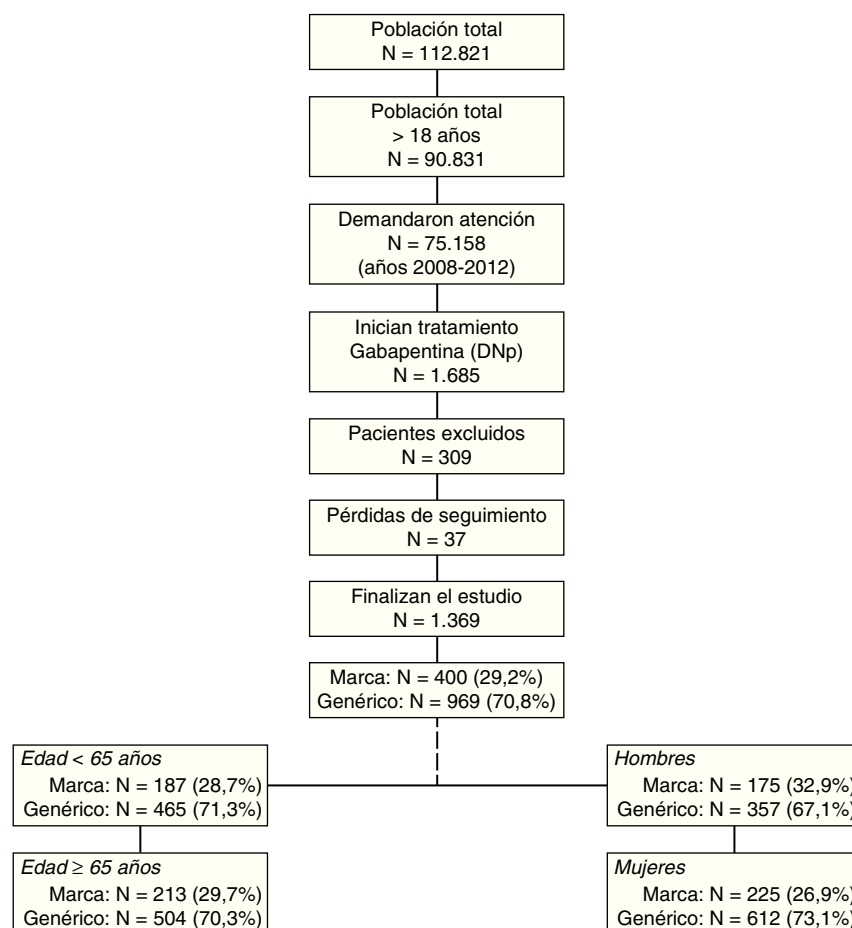 Población total
N = 112.821
Población total
> 18 años
N = 90.831
Demandaron atención
N = 75.158
(años 2008-2012)
Inician tratamiento
Gabapentina (DNp)
N = 1.685
Pacientes excluidos
N = 309
Pérdidas de seguimiento
N = 37
Finalizan el estudio
N = 1.369
Marca: N = 400 (29,2%)
Genérico: N = 969 (70,8%)
Edad < 65 años
Marca: N = 187 (28,7%)
Genérico: N = 465 (71,3%)
Edad ≥ 65 años
Marca: N = 213 (29,7%)
Genérico: N = 504 (70,3%)
Hombres
Marca: N = 175 (32,9%)
Genérico: N = 357 (67,1%)
Mujeres
Marca: N = 225 (26,9%)
Genérico: N = 612 (73,1%)